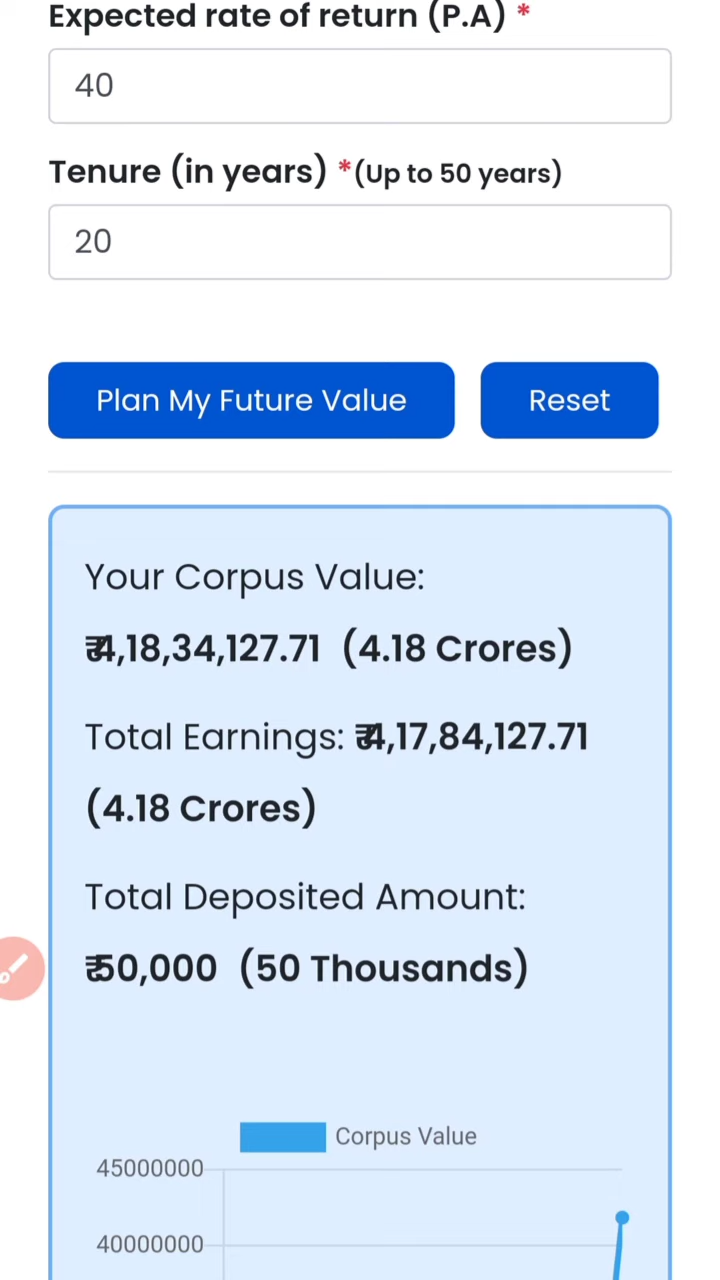 Expected rate of return (P.A) *
40
Tenure (in years) *(Up to 50 years)
20
Plan My Future Value
Reset
Your Corpus Value:
₹4,18,34,127.71 (4.18 Crores)
Total Earnings: ₹4,17,84,127.71
(4.18 Crores)
Total Deposited Amount:
₹50,000 (50 Thousands)
Corpus Value
45000000
40000000